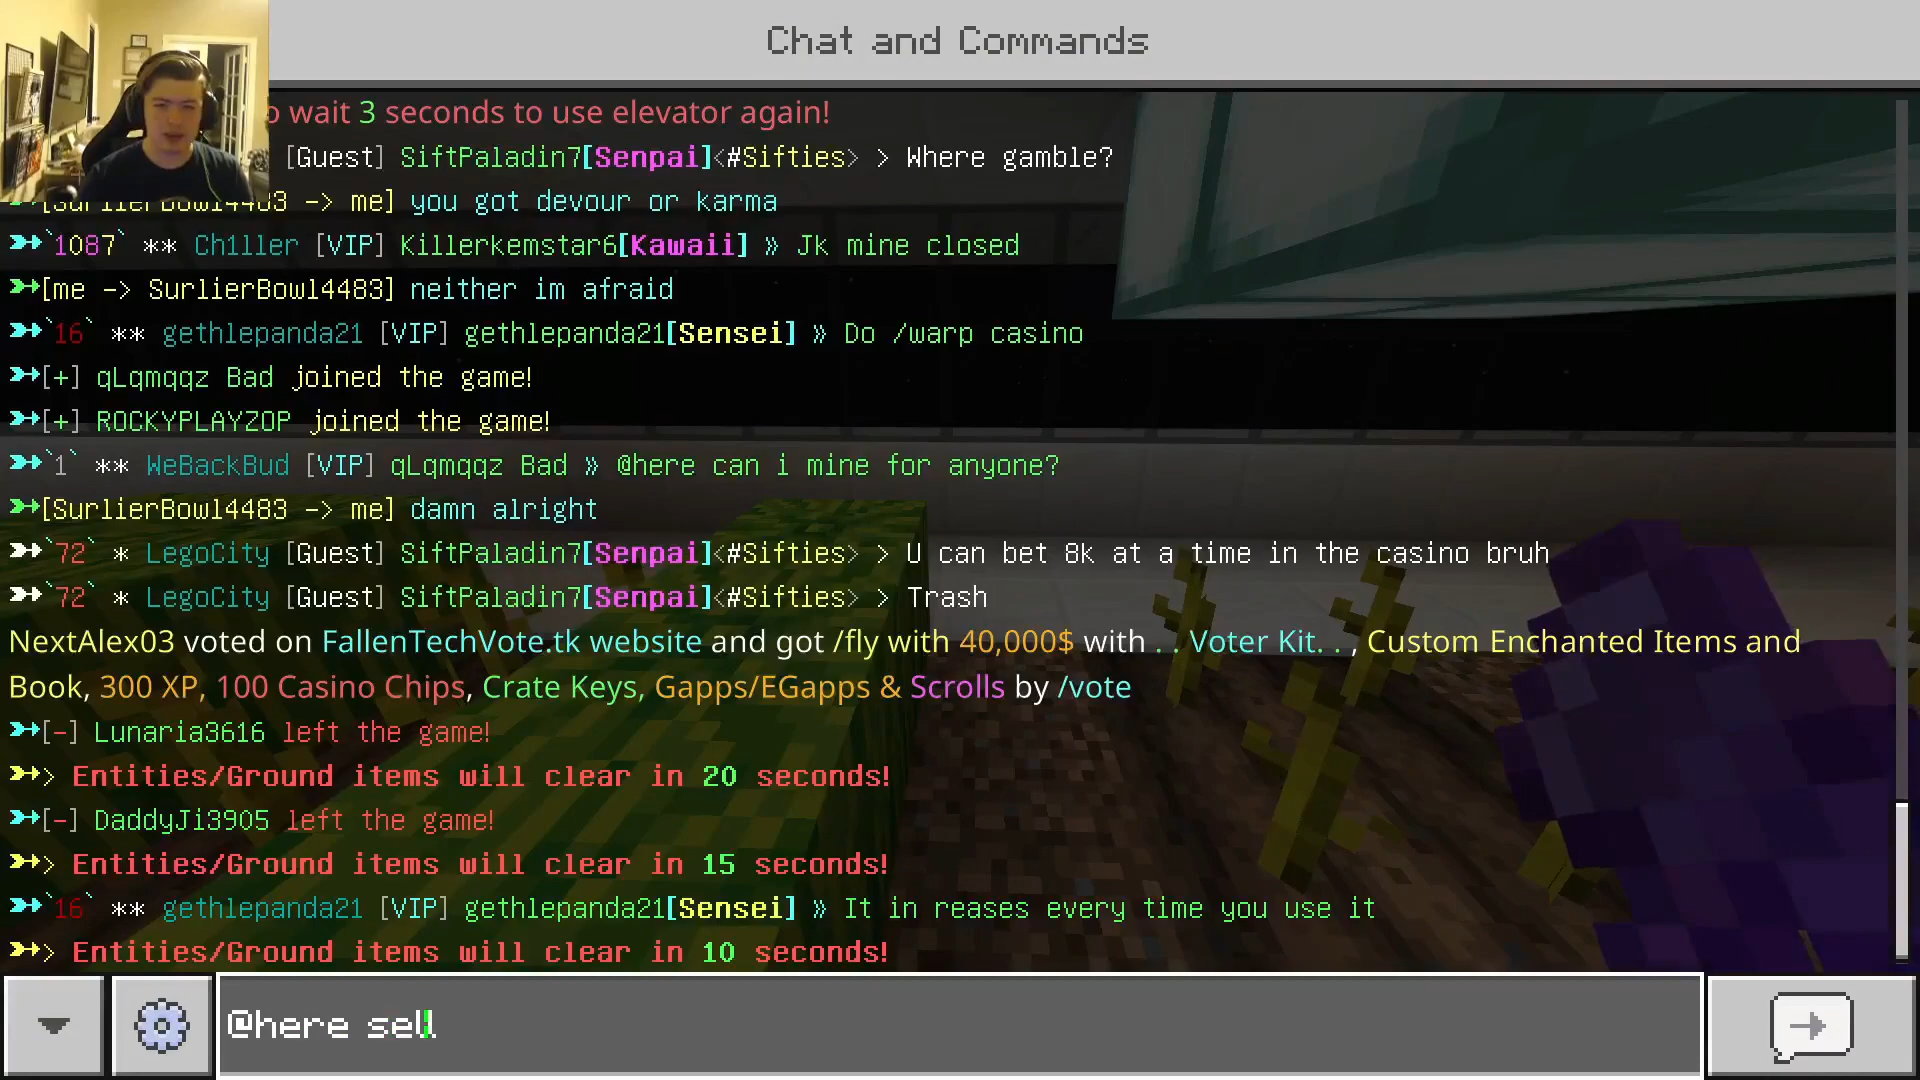 Chat and Commands
o wait 3 seconds to use elevator again!
[Guest] SiftPaladin7[Senpai]<#Sifties> > Where gamble?
[SurlierBowl4483 -> me] you got devour or karma
`1087` ** Ch1ller [VIP] Killerkemstar6[Kawaii] » Jk mine closed
[me -> SurlierBowl4483] neither im afraid
`16` ** gethlepanda21 [VIP] gethlepanda21[Sensei] » Do /warp casino
[+] qLqmqqz Bad joined the game!
[+] ROCKYPLAYZOP joined the game!
`1` ** WeBackBud [VIP] qLqmqqz Bad » @here can i mine for anyone?
[SurlierBowl4483 -> me] damn alright
`72` * LegoCity [Guest] SiftPaladin7[Senpai]<#Sifties> > U can bet 8k at a time in the casino bruh
`72` * LegoCity [Guest] SiftPaladin7[Senpai]<#Sifties> > Trash
NextAlex03 voted on FallenTechVote.tk website and got /fly with 40,000$ with . . Voter Kit. . , Custom Enchanted Items and
Book, 300 XP, 100 Casino Chips, Crate Keys, Gapps/EGapps & Scrolls by /vote
[-] Lunaria3616 left the game!
> Entities/Ground items will clear in 20 seconds!
[-] DaddyJi3905 left the game!
> Entities/Ground items will clear in 15 seconds!
`16` ** gethlepanda21 [VIP] gethlepanda21[Sensei] » It in reases every time you use it
> Entities/Ground items will clear in 10 seconds!
@here sell